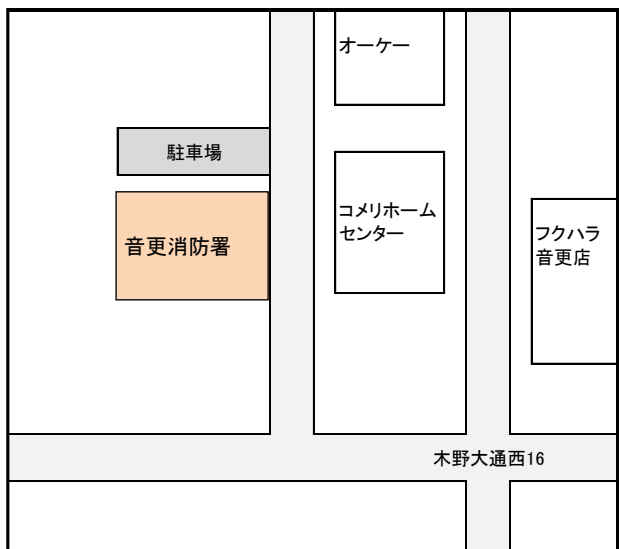 オーケー
駐車場
コメリホーム
センター
音更消防署
フクハラ
音更店
木野大通西16